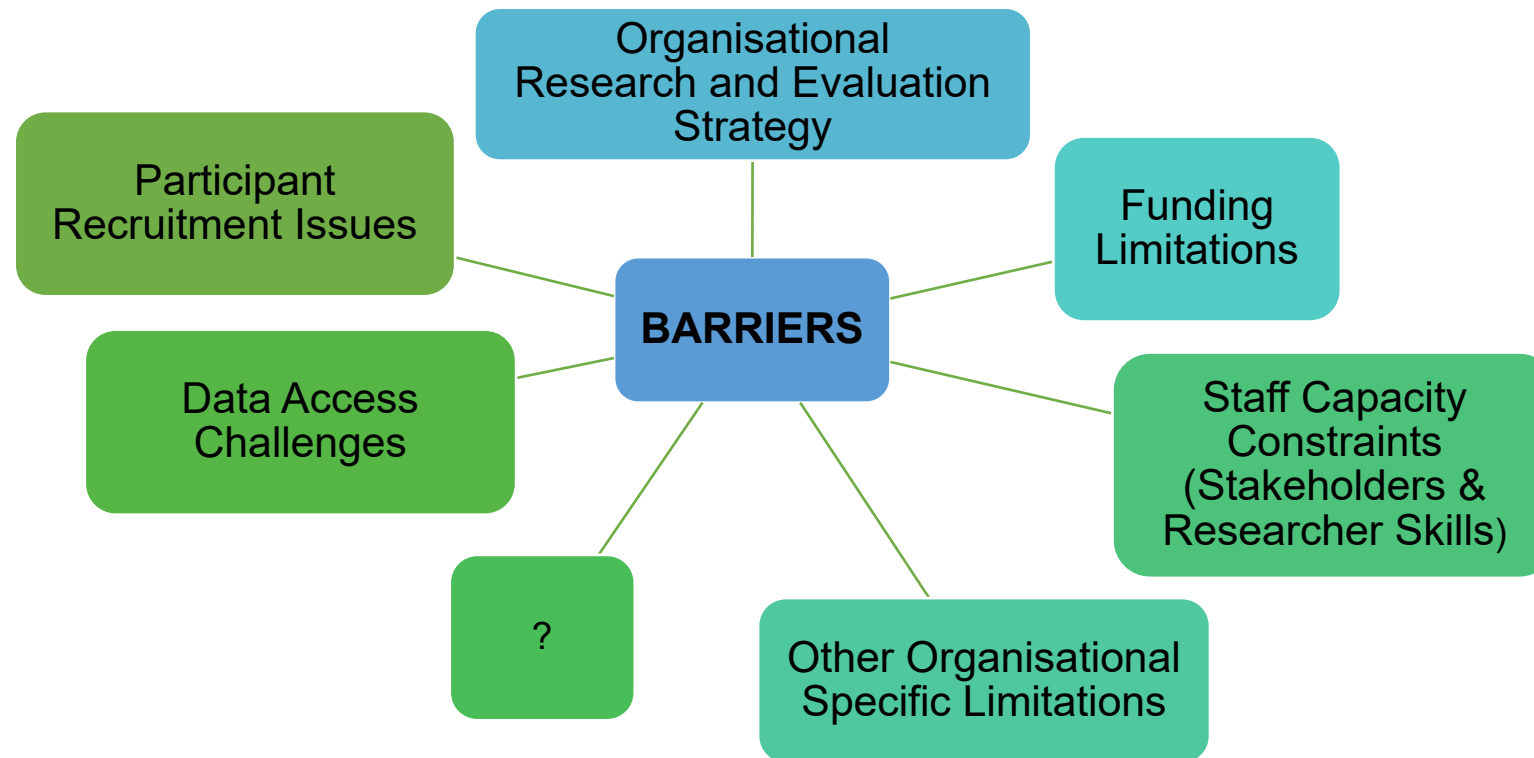 Organisational
Research and Evaluation
Strategy
Participant
Recruitment Issues
Funding
Limitations
BARRIERS
Data Access
Challenges
Staff Capacity
Constraints
(Stakeholders &
Researcher Skills)
?
Other Organisational
Specific Limitations